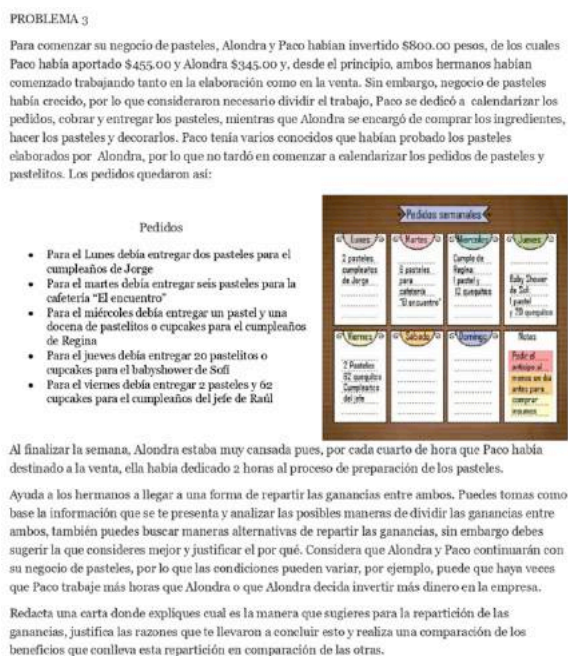 PROBLEMA 3
Para comenzar su negocio de pasteles, Alondra y Paco habían invertido $800.00 pesos, de los cuales
Paco había aportado $455.00 y Alondra $345.00 y, desde el principio, ambos hermanos habían
comenzado trabajando tanto en la elaboración como en la venta. Sin embargo, negocio de pasteles
había crecido, por lo que consideraron necesario dividir el trabajo, Paco se dedicó a calendarizar los
pedidos, cobrar y entregar los pasteles, mientras que Alondra se encargó de comprar los ingredientes,
hacer los pasteles y decorarlos. Paco tenía varios conocidos que habían probado los pasteles
elaborados por Alondra, por lo que no tardó en comenzar a calendarizar los pedidos de pasteles y
pastelitos. Los pedidos quedaron así:
Pedidos
• Para el Lunes debía entregar dos pasteles para el
cumpleaños de Jorge
• Para el martes debía entregar seis pasteles para la
cafetería "El encuentro"
• Para el miércoles debía entregar un pastel y una
docena de pastelitos o cupcakes para el cumpleaños
de Regina
• Para el jueves debía entregar 20 pastelitos o
cupcakes para el babyshower de Sofí
• Para el viernes debía entregar 2 pasteles y 62
cupcakes para el cumpleaños del jefe de Raúl
Pedidos semanales
Lunes
2 pasteles
cumpleaños
de Jorge
Martes
6 pasteles
para
cafetería
"El encuentro"
Miércoles
Cumple de
Regina
1 pastel y
12 cupquitos
Jueves
Baby Shower
de Sofi
1 pastel
y 20 cupquitos
Viernes
2 Pasteles
62 cupquitos
Cumpleaños
del jefe
Sábado
Domingo
Notas
Pedir el
anticipo al
menos un día
antes para
comprar
insumos
Al finalizar la semana, Alondra estaba muy cansada pues, por cada cuarto de hora que Paco había
destinado a la venta, ella había dedicado 2 horas al proceso de preparación de los pasteles.
Ayuda a los hermanos a llegar a una forma de repartir las ganancias entre ambos. Puedes tomas como
base la información que se te presenta y analizar las posibles maneras de dividir las ganancias entre
ambos, también puedes buscar maneras alternativas de repartir las ganancias, sin embargo debes
sugerir la que consideres mejor y justificar el por qué. Considera que Alondra y Paco continuarán con
su negocio de pasteles, por lo que las condiciones pueden variar, por ejemplo, puede que haya veces
que Paco trabaje más horas que Alondra o que Alondra decida invertir más dinero en la empresa.
Redacta una carta donde expliques cual es la manera que sugieres para la repartición de las
ganancias, justifica las razones que te llevaron a concluir esto y realiza una comparación de los
beneficios que conlleva esta repartición en comparación de las otras.